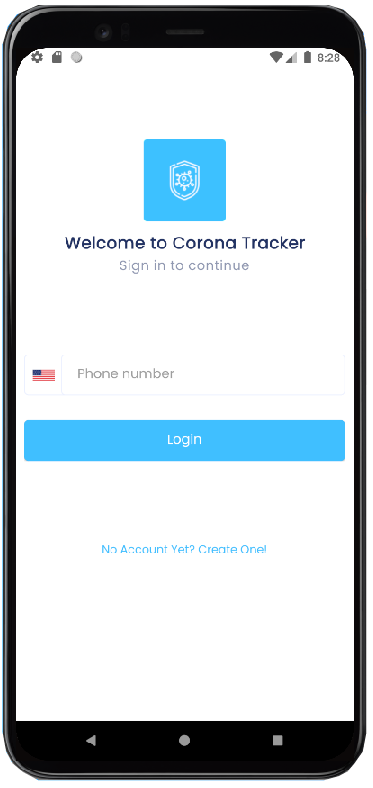 8:28
Welcome to Corona Tracker
Sign in to continue
Phone number
Login
No Account Yet? Create One!